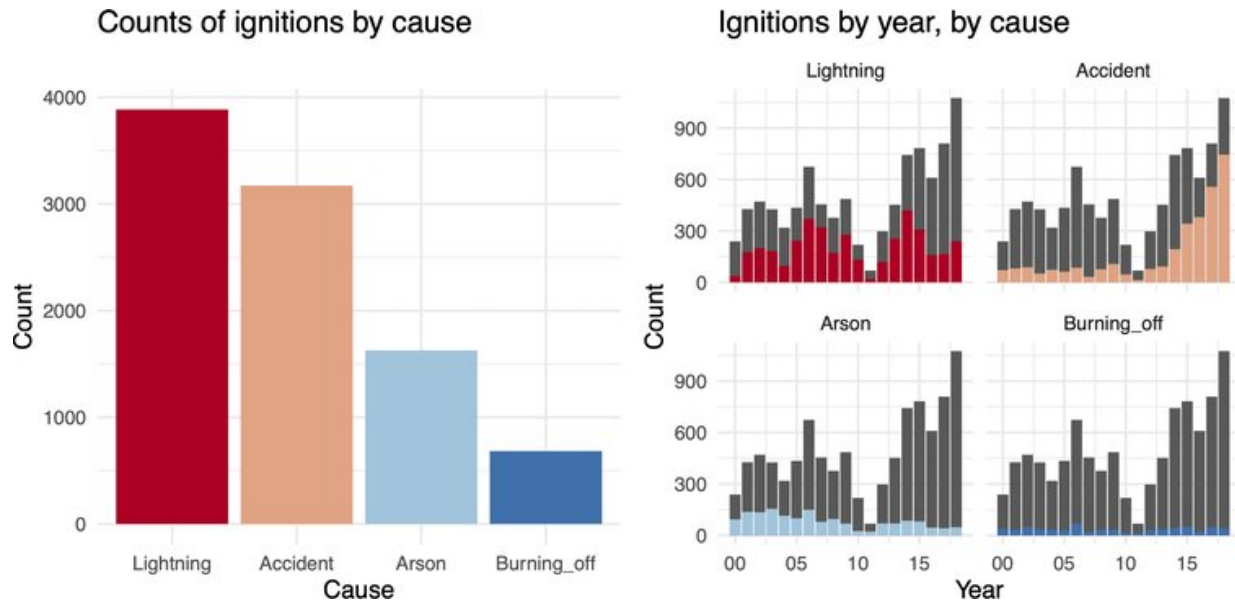 Counts of ignitions by cause
4000
3000
2000
1000
0
Count
Lightning Accident Arson Burning_off
Cause
Ignitions by year, by cause
Lightning Accident
900
600
300
0
Count
Arson Burning_off
900
600
300
0
00 05 10 15 00 05 10 15
Year